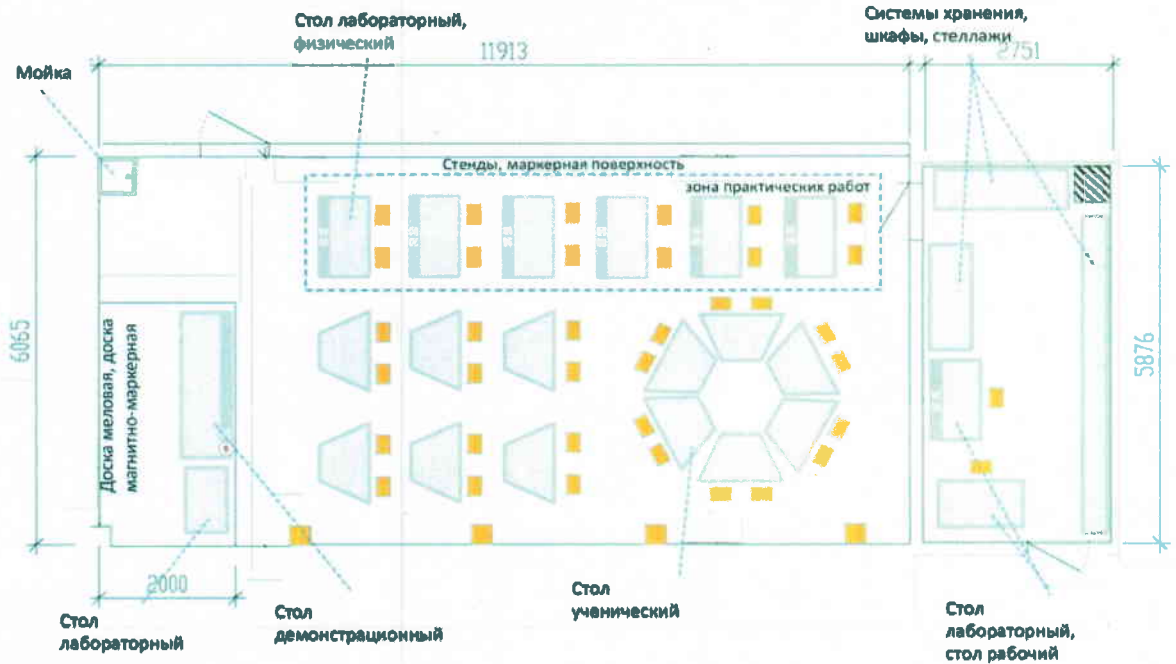 Стол лабораторный,
физический
Системы хранения,
шкафы, стеллажи
11913
2751
Мойка
Стенды, маркерная поверхность
зона практических работ
6065
Доска меловая, доска
магнитно-маркерная
5876
2000
Стол
лабораторный
Стол
демонстрационный
Стол
ученический
Стол
лабораторный,
стол рабочий